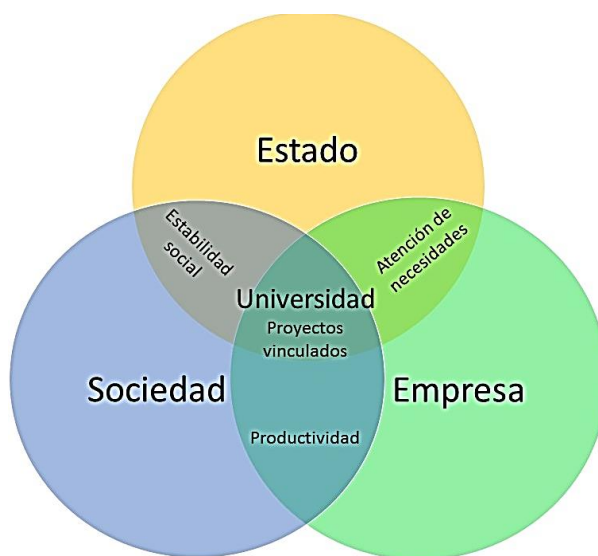 Estado
Estabilidad
social
Atención de
necesidades
Universidad
Proyectos
vinculados
Sociedad
Empresa
Productividad